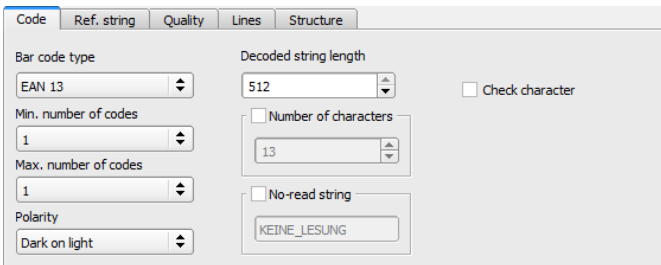 Code Ref. string Quality Lines Structure
Bar code type
EAN 13
Min. number of codes
1
Max. number of codes
1
Polarity
Dark on light
Decoded string length
512
Number of characters
13
No-read string
KEINE_LESUNG
Check character